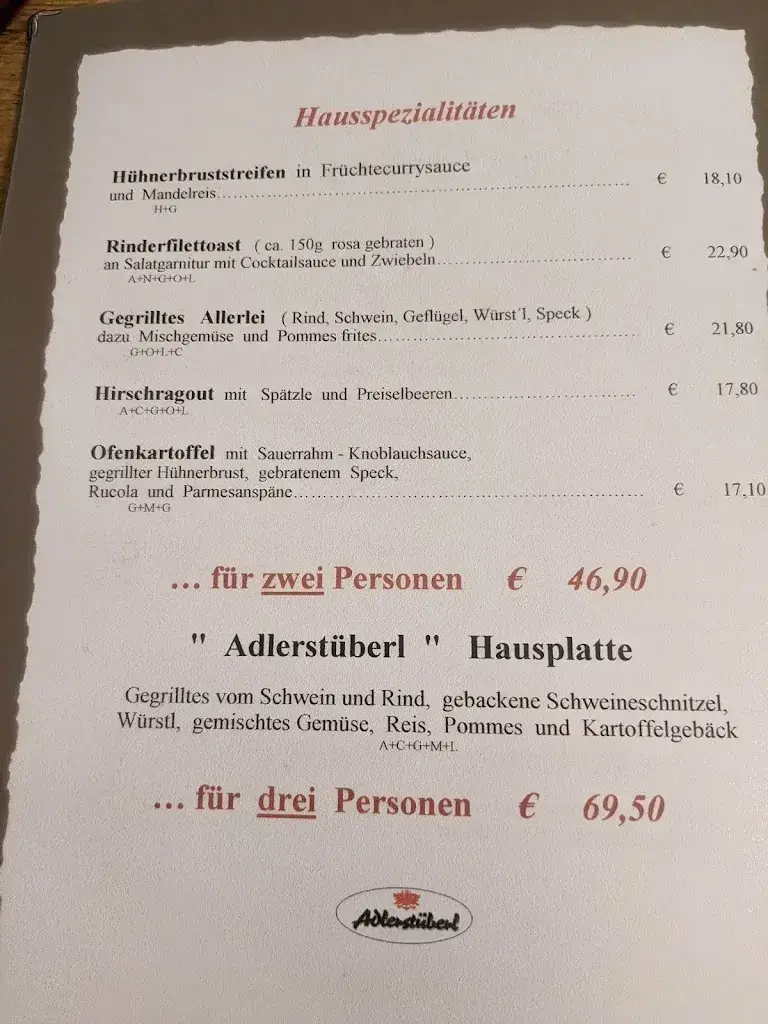 Hausspezialitäten
Hühnerbruststreifen in Früchtecurrysauce
und Mandelreis........................................ € 18,10
H+G
Rinderfilettoast ( ca. 150g rosa gebraten )
an Salatgarnitur mit Cocktailsauce und Zwiebeln........................................ € 22,90
A+N+G+O+L
Gegrilltes Allerlei ( Rind, Schwein, Geflügel, Würst´l, Speck )
dazu Mischgemüse und Pommes frites........................................ € 21,80
G+O+L+C
Hirschragout mit Spätzle und Preiselbeeren........................................ € 17,80
A+C+G+O+L
Ofenkartoffel mit Sauerrahm - Knoblauchsauce,
gegrillter Hühnerbrust, gebratenem Speck,
Rucola und Parmesanspäne........................................ € 17,10
G+M+G
... für zwei Personen € 46,90
" Adlerstüberl " Hausplatte
Gegrilltes vom Schwein und Rind, gebackene Schweineschnitzel,
Würstl, gemischtes Gemüse, Reis, Pommes und Kartoffelgebäck
A+C+G+M+L
... für drei Personen € 69,50
Adlerstüberl